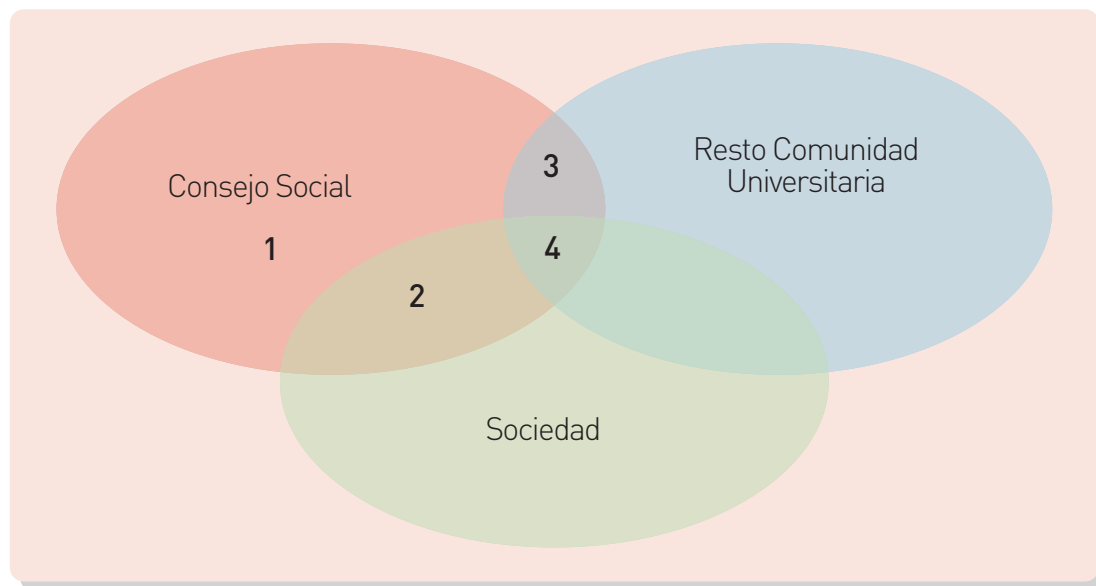 Consejo Social
1
2
3
4
Resto Comunidad
Universitaria
Sociedad